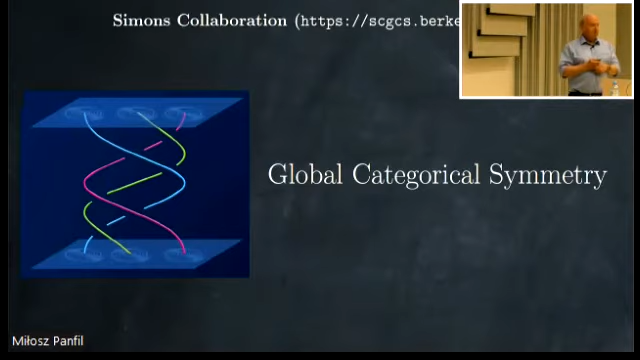 Simons Collaboration (https://scgcs.berke
Global Categorical Symmetry
Miłosz Panfil